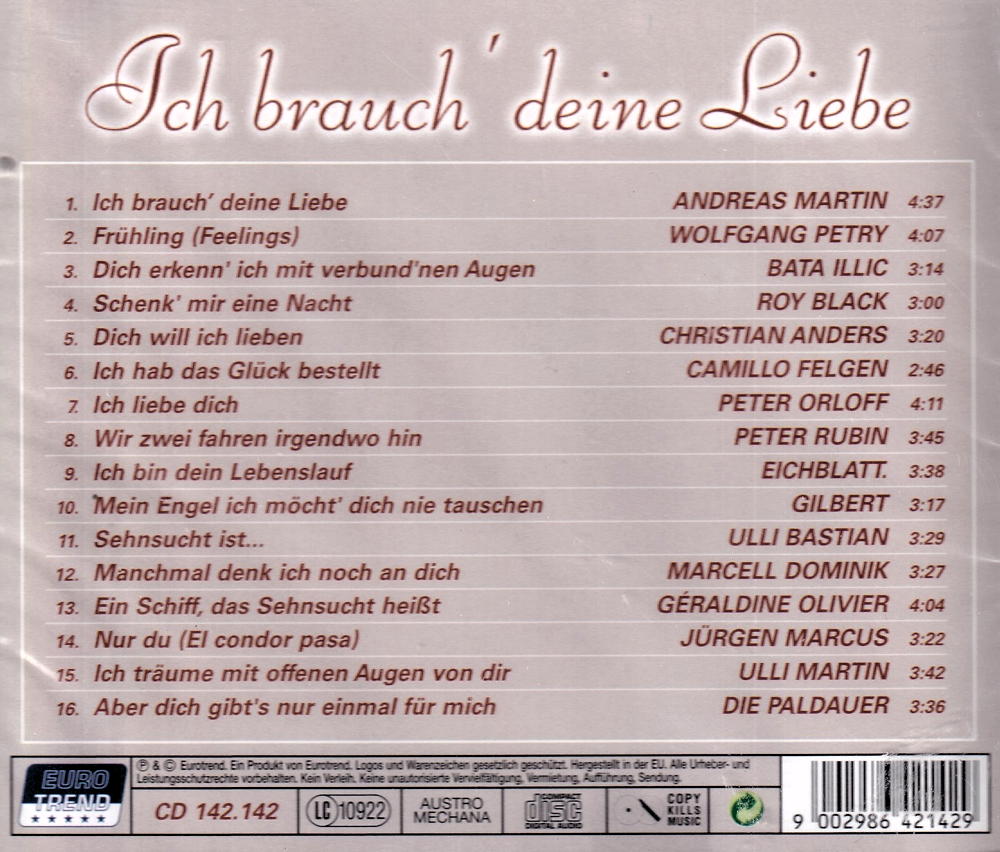 Ich brauch' deine Liebe
1. Ich brauch' deine Liebe ANDREAS MARTIN 4:37
2. Frühling (Feelings) WOLFGANG PETRY 4:07
3. Dich erkenn' ich mit verbund'nen Augen BATA ILLIC 3:14
4. Schenk' mir eine Nacht ROY BLACK 3:00
5. Dich will ich lieben CHRISTIAN ANDERS 3:20
6. Ich hab das Glück bestellt CAMILLO FELGEN 2:46
7. Ich liebe dich PETER ORLOFF 4:11
8. Wir zwei fahren irgendwo hin PETER RUBIN 3:45
9. Ich bin dein Lebenslauf EICHBLATT. 3:38
10. Mein Engel ich möcht' dich nie tauschen GILBERT 3:17
11. Sehnsucht ist... ULLI BASTIAN 3:29
12. Manchmal denk ich noch an dich MARCELL DOMINIK 3:27
13. Ein Schiff, das Sehnsucht heißt GÉRALDINE OLIVIER 4:04
14. Nur du (El condor pasa) JÜRGEN MARCUS 3:22
15. Ich träume mit offenen Augen von dir ULLI MARTIN 3:42
16. Aber dich gibt's nur einmal für mich DIE PALDAUER 3:36
EURO
TREND
℗ & © Eurotrend. Ein Produkt von Eurotrend. Logos und Warenzeichen gesetzlich geschützt. Hergestellt in der EU. Alle Urheber- und
Leistungsschutzrechte vorbehalten. Kein Verleih. Keine unautorisierte Vervielfältigung, Vermietung, Aufführung, Sendung.
CD 142.142
LC 10922
AUSTRO
MECHANA
COMPACT
disc
DIGITAL AUDIO
COPY
KILLS
MUSIC
9 002986 421429